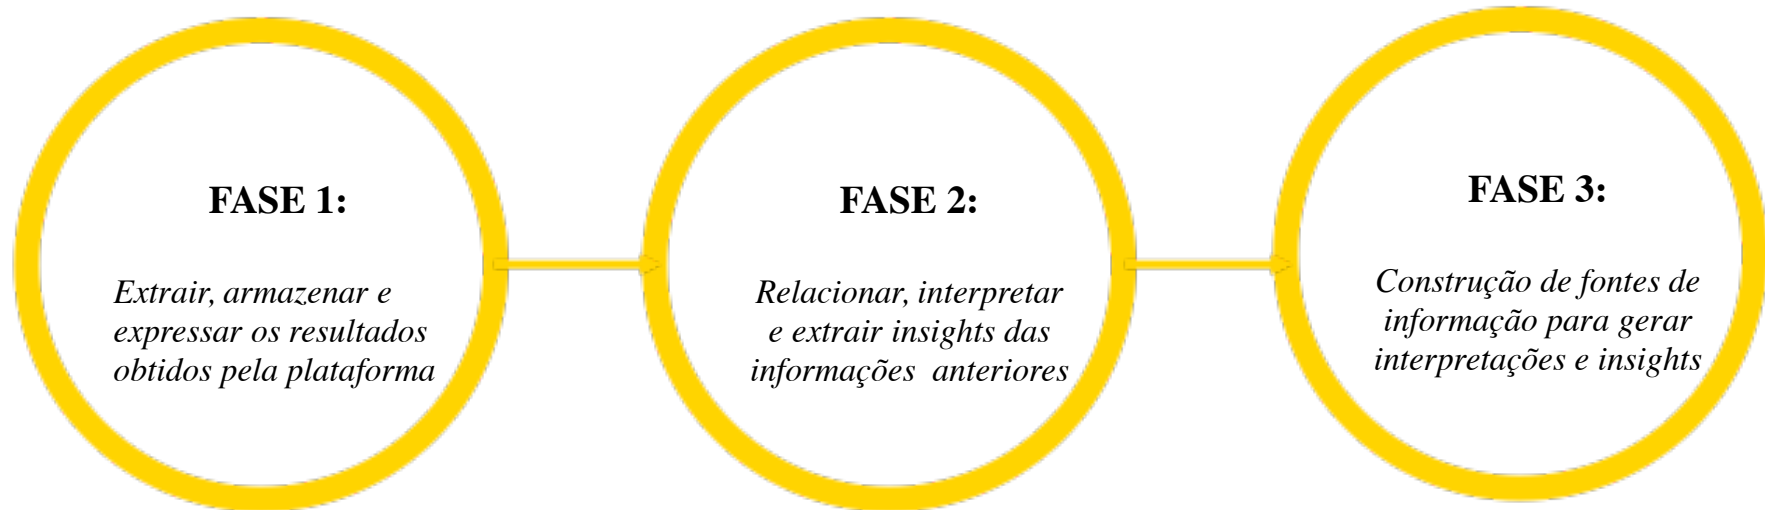 FASE 1:
Extrair, armazenar e
expressar os resultados
obtidos pela plataforma
FASE 2:
Relacionar, interpretar
e extrair insights das
informações  anteriores
FASE 3:
Construção de fontes de
informação para gerar
interpretações e insights